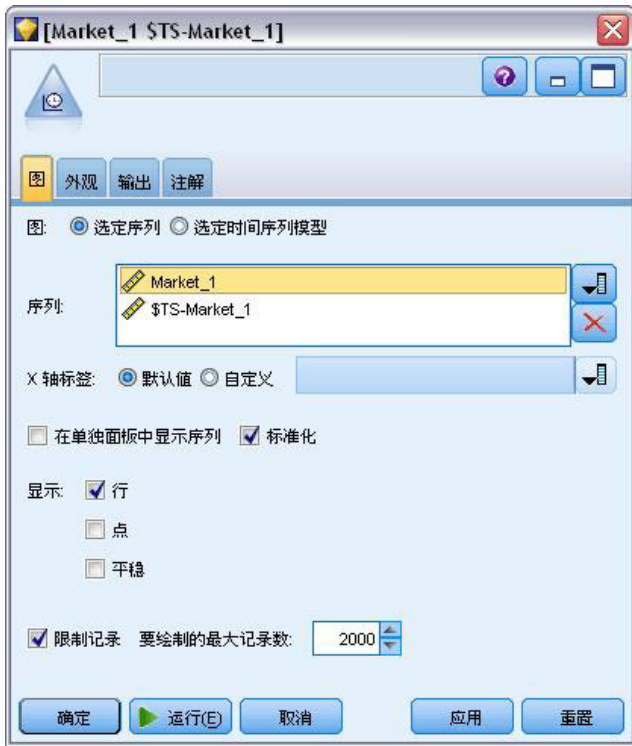 [Market_1 $TS-Market_1]
图 外观 输出 注解
图: 选定序列 选定时间序列模型
序列: Market_1
$TS-Market_1
X 轴标签: 默认值 自定义
在单独面板中显示序列 标准化
显示: 行
点
平稳
限制记录 要绘制的最大记录数: 2000
确定 运行(E) 取消 应用 重置